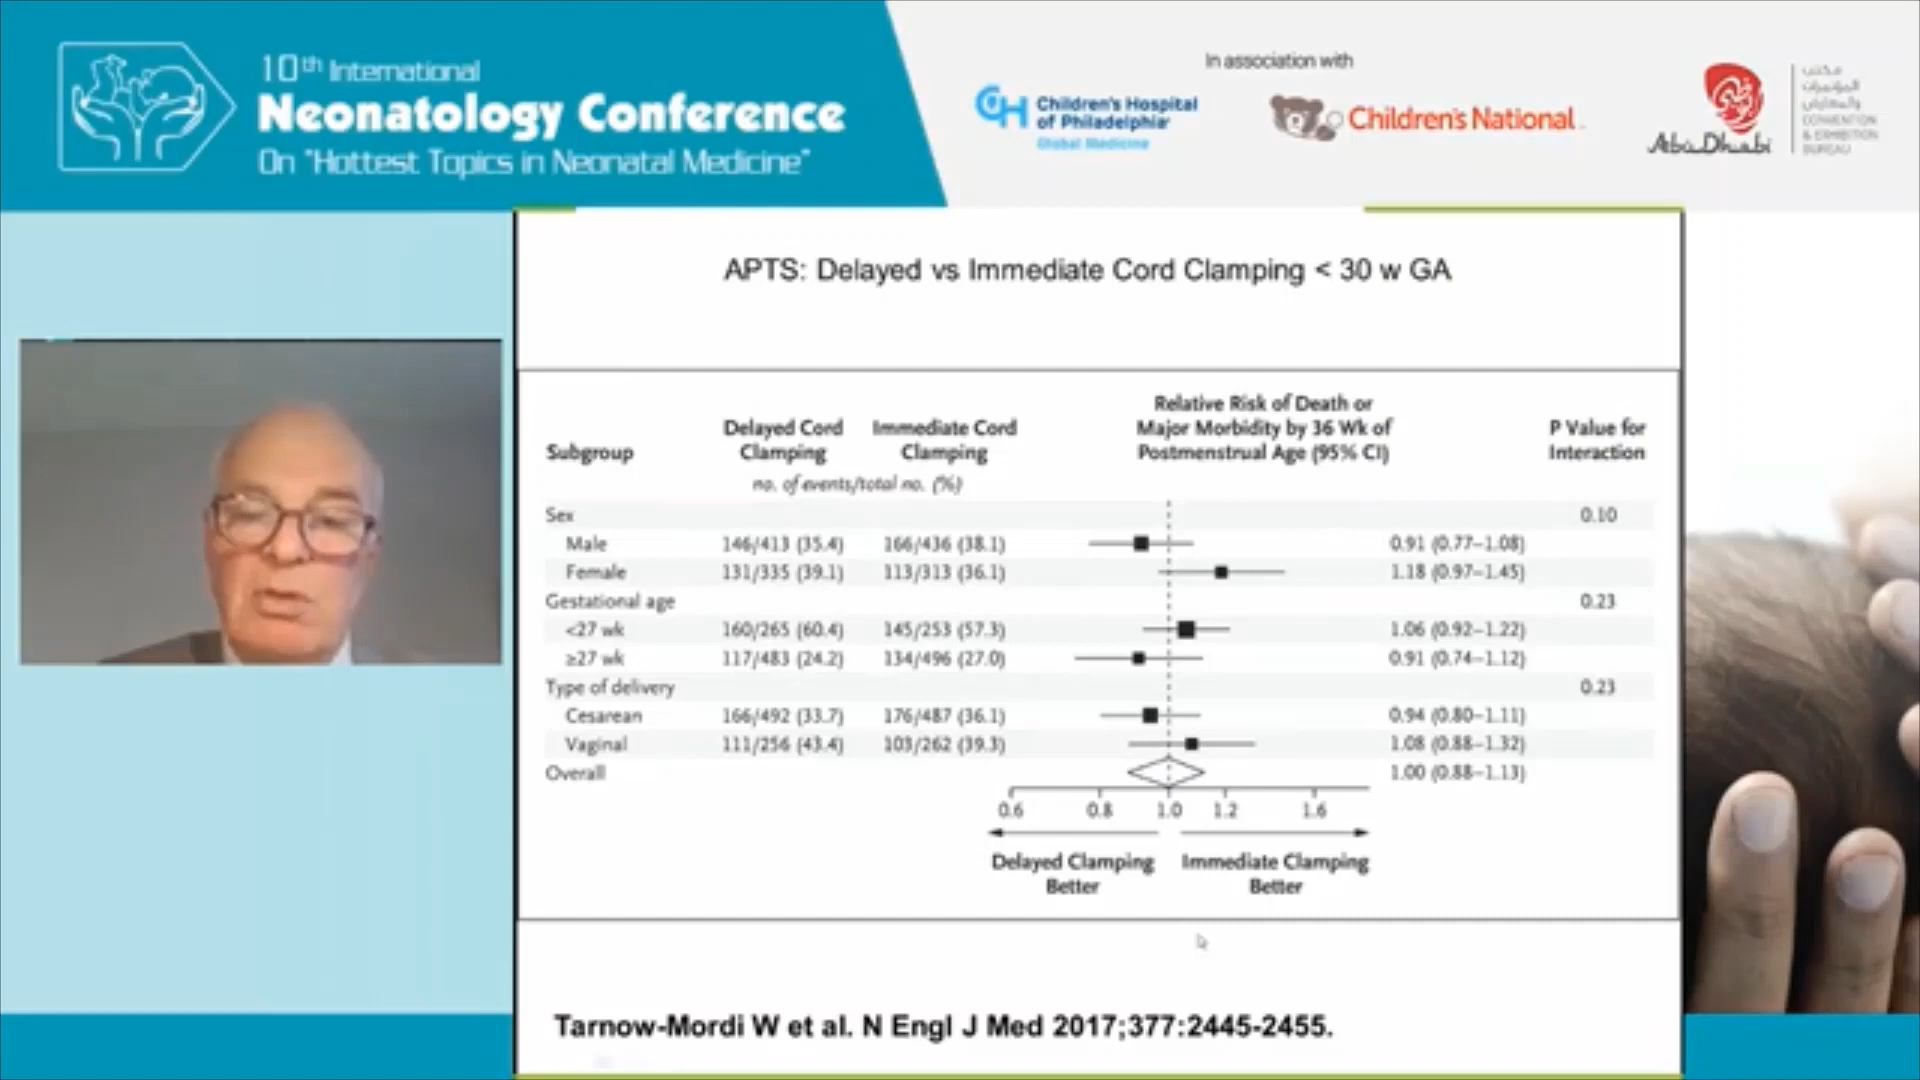 10th International
Neonatology Conference
On "Hottest Topics in Neonatal Medicine"
In association with
Children's Hospital
of Philadelphia
Global Medicine
Children's National
Abu Dhabi
CONVENTION
& EXHIBITION
BUREAU
APTS: Delayed vs Immediate Cord Clamping < 30 w GA
Subgroup
Delayed Cord
Clamping
Immediate Cord
Clamping
Relative Risk of Death or
Major Morbidity by 36 Wk of
Postmenstrual Age (95% CI)
P Value for
Interaction
no. of events/total no. (%)
Sex 0.10
Male 146/413 (35.4) 166/436 (38.1) 0.91 (0.77–1.08)
Female 131/335 (39.1) 113/313 (36.1) 1.18 (0.97–1.45)
Gestational age 0.23
<27 wk 160/265 (60.4) 145/253 (57.3) 1.06 (0.92–1.22)
≥27 wk 117/483 (24.2) 134/496 (27.0) 0.91 (0.74–1.12)
Type of delivery 0.23
Cesarean 166/492 (33.7) 176/487 (36.1) 0.94 (0.80–1.11)
Vaginal 111/256 (43.4) 103/262 (39.3) 1.08 (0.88–1.32)
Overall 1.00 (0.88–1.13)
0.6 0.8 1.0 1.2 1.6
Delayed Clamping
Better
Immediate Clamping
Better
Tarnow-Mordi W et al. N Engl J Med 2017;377:2445-2455.